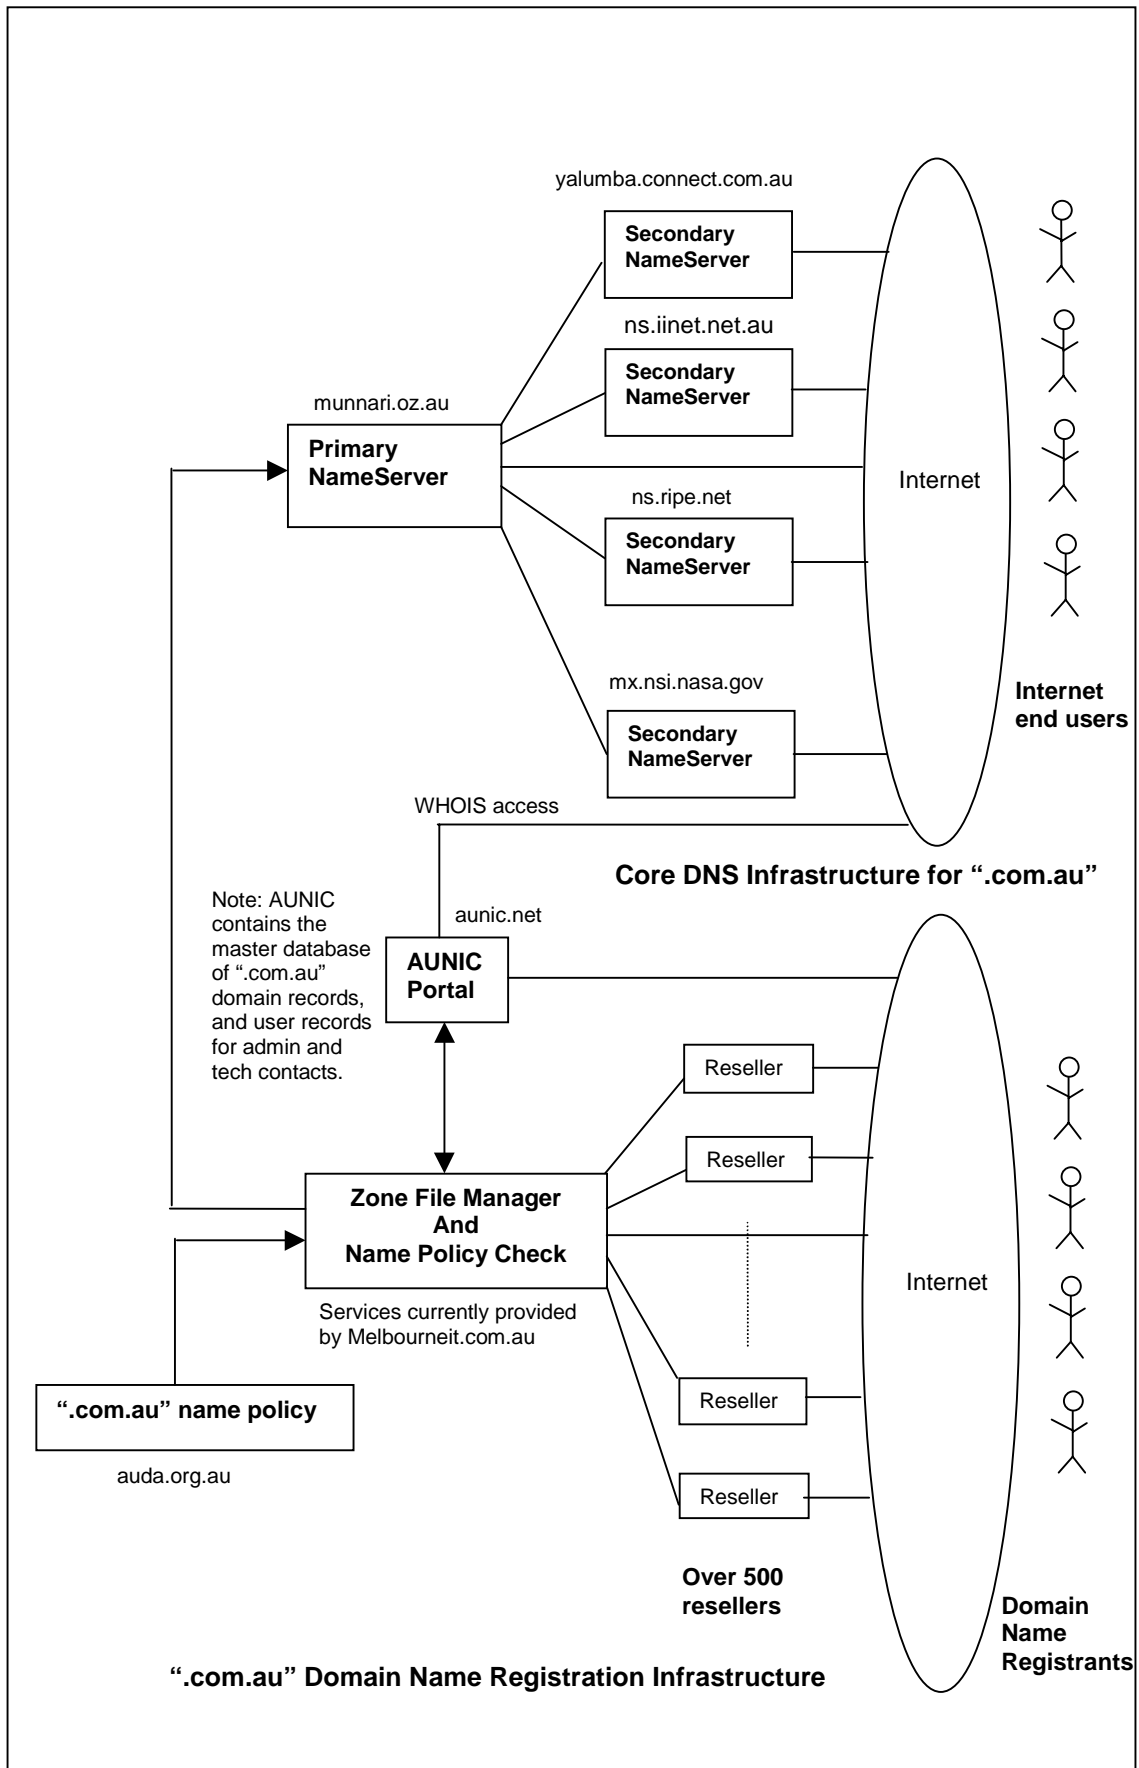 yalumba.connect.com.au
Secondary
NameServer
ns.iinet.net.au
Secondary
NameServer
munnari.oz.au
Primary
NameServer
Internet
ns.ripe.net
Secondary
NameServer
mx.nsi.nasa.gov
Secondary
NameServer
Internet
end users
WHOIS access
Core DNS Infrastructure for “.com.au”
Note: AUNIC
contains the
master database
of “.com.au”
domain records,
and user records
for admin and
tech contacts.
aunic.net
AUNIC
Portal
Reseller
Reseller
Zone File Manager
And
Name Policy Check
Internet
Services currently provided
by Melbourneit.com.au
Reseller
“.com.au” name policy
auda.org.au
Reseller
Over 500
resellers
Domain
Name
Registrants
“.com.au” Domain Name Registration Infrastructure